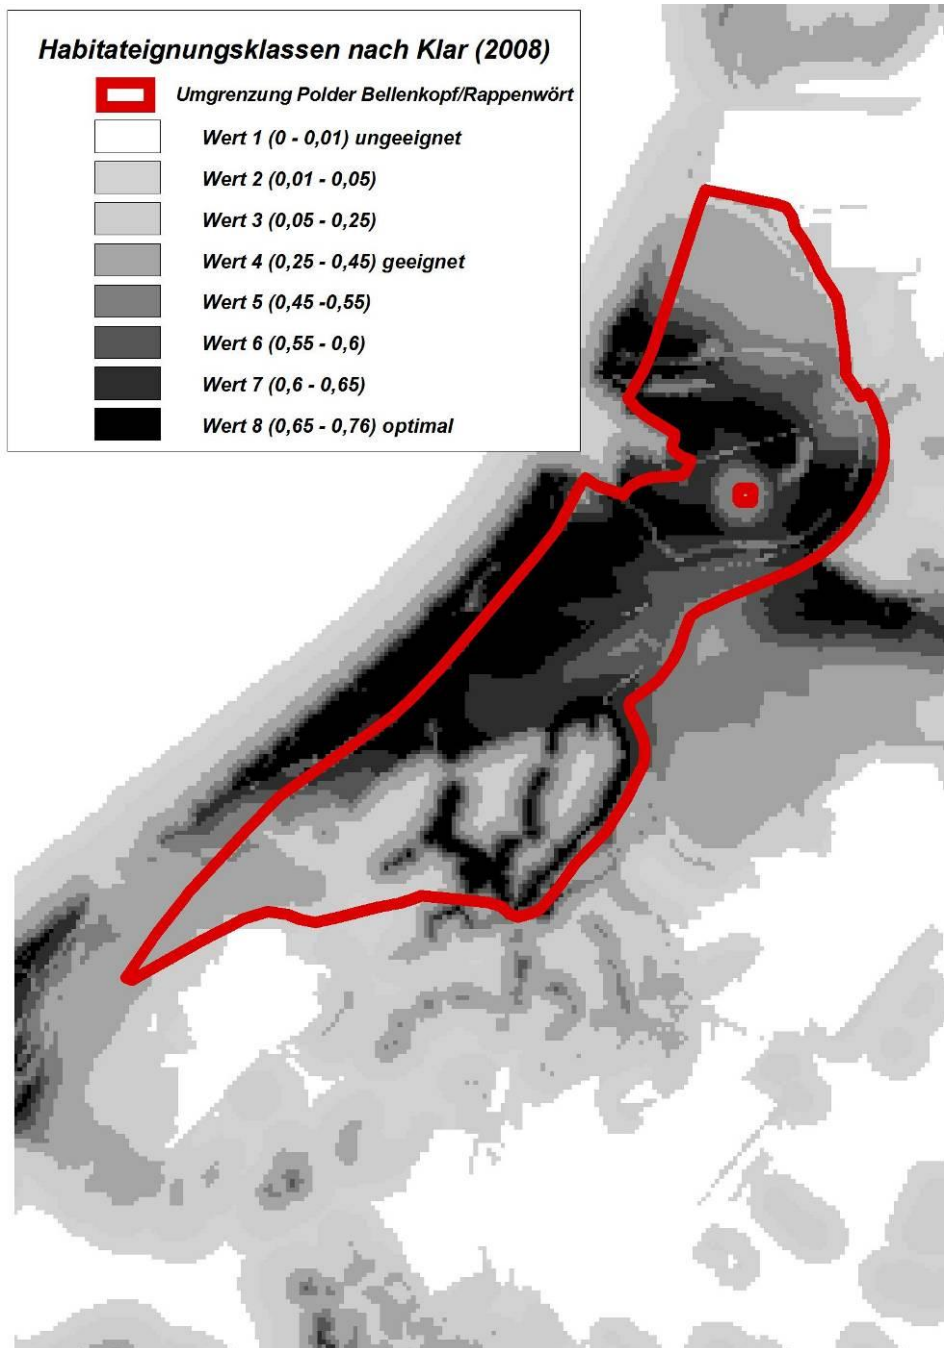 Habitateignungsklassen nach Klar (2008)
Umgrenzung Polder Bellenkopf/Rappenwört
Wert 1 (0 - 0,01) ungeeignet
Wert 2 (0,01 - 0,05)
Wert 3 (0,05 - 0,25)
Wert 4 (0,25 - 0,45) geeignet
Wert 5 (0,45 -0,55)
Wert 6 (0,55 - 0,6)
Wert 7 (0,6 - 0,65)
Wert 8 (0,65 - 0,76) optimal